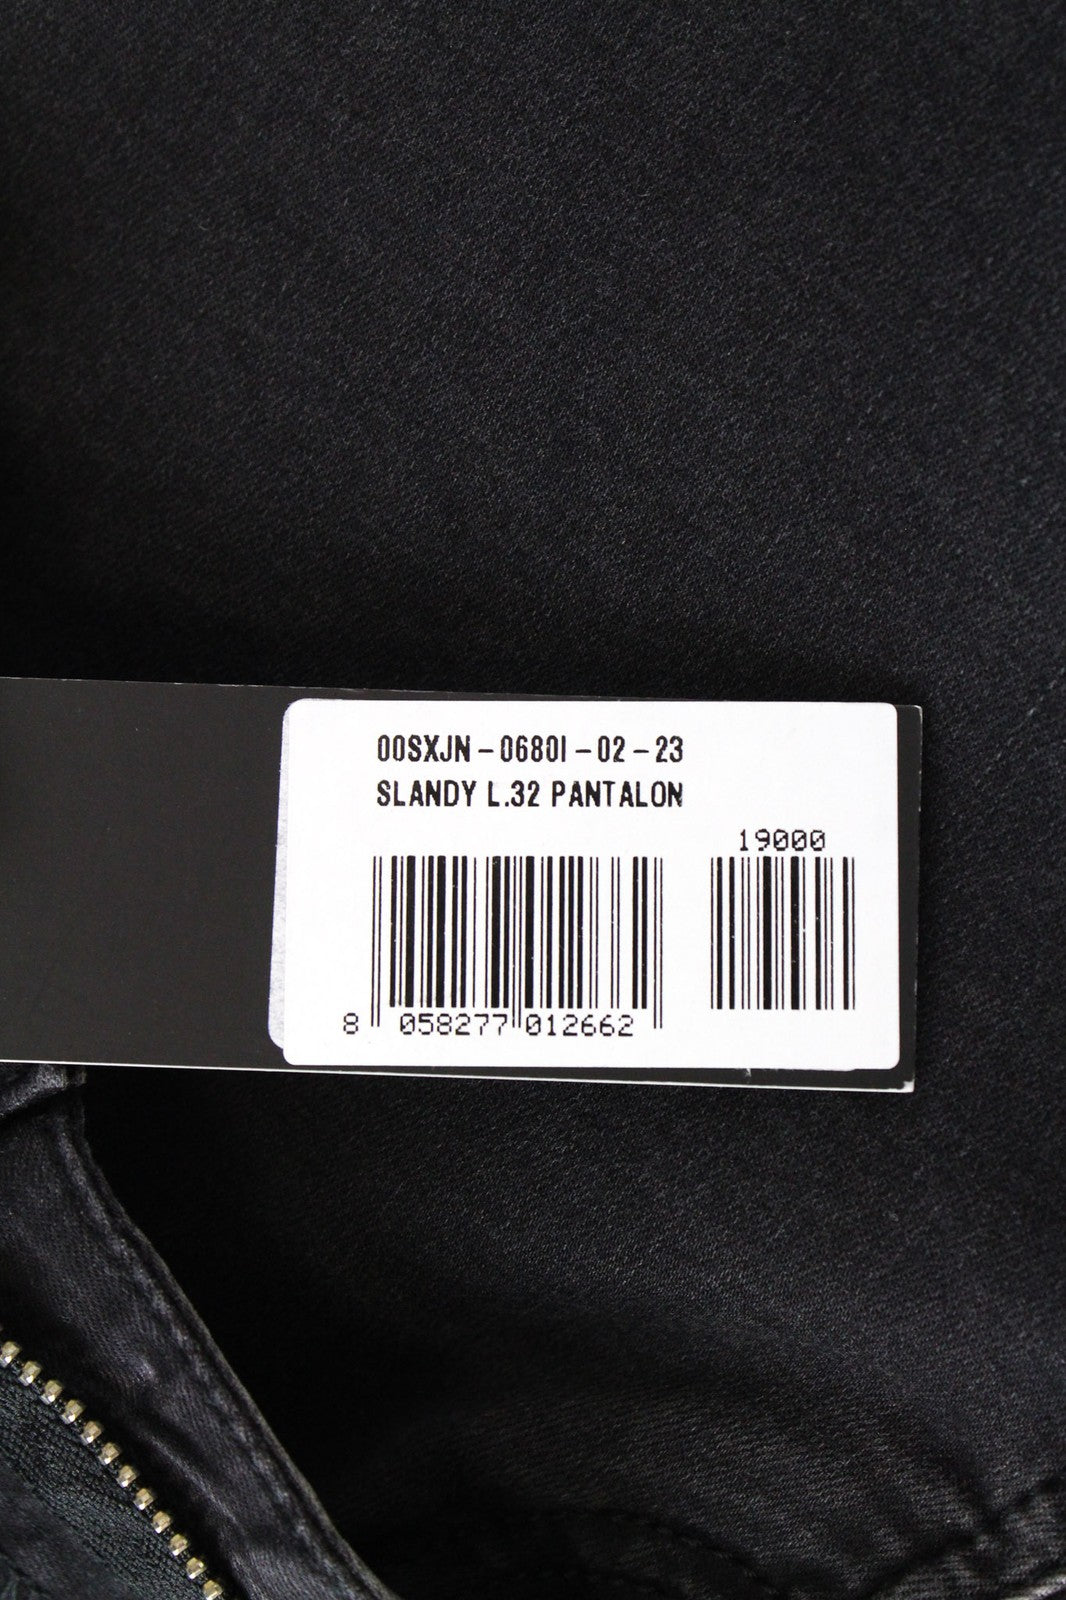 00SXJN - 0680I - 02 - 23
SLANDY L.32 PANTALON
19000
8 058277 012662